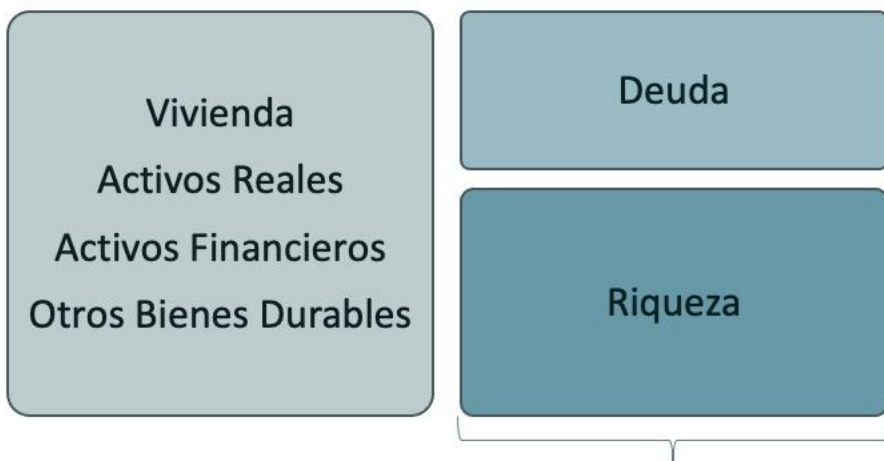 Vivienda
Activos Reales
Activos Financieros
Otros Bienes Durables
Deuda
Riqueza